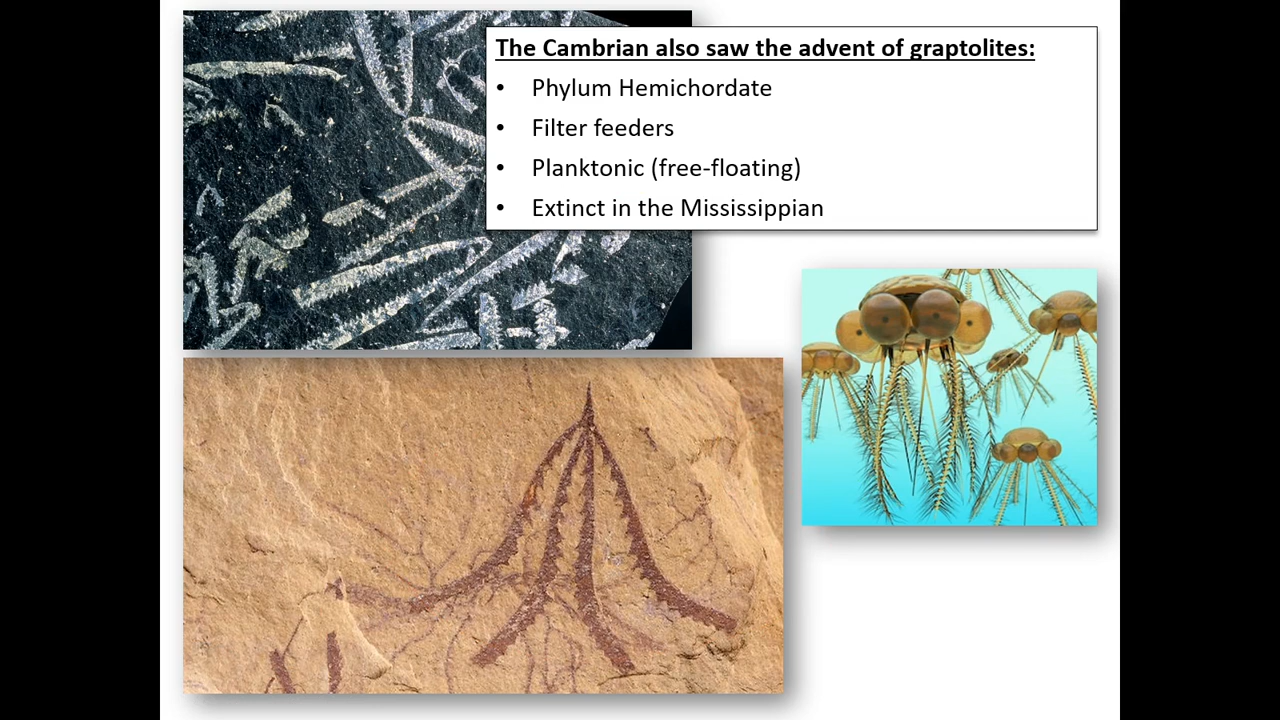 The Cambrian also saw the advent of graptolites:
• Phylum Hemichordate
• Filter feeders
• Planktonic (free-floating)
• Extinct in the Mississippian